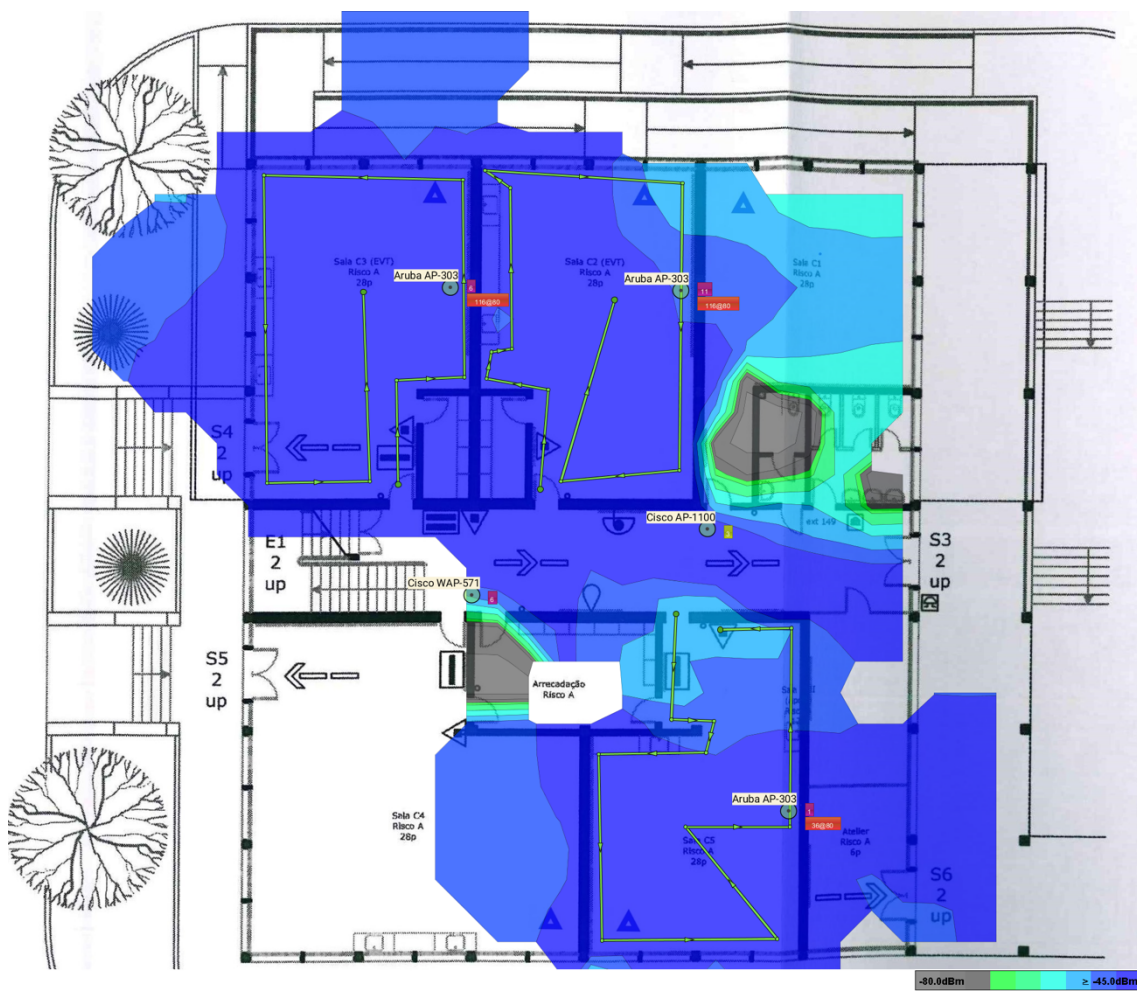 Sala C3 (EVT)
Risco A
28p
Aruba AP-303
6
116@80
Sala C2 (EVT)
Risco A
28p
Aruba AP-303
11
116@80
Sala C1
Risco A
S4
2
up
Cisco AP-1100
ext 149
E1
2
up
S3
2
up
Cisco WAP-571
6
S5
2
up
Arrecadação
Risco A
Sala C4
Risco A
28p
Aruba AP-303
1
36@80
Sala C5
Risco A
28p
Atelier
Risco A
6p
S6
2
up
-80.0dBm
≥ -45.0dBm